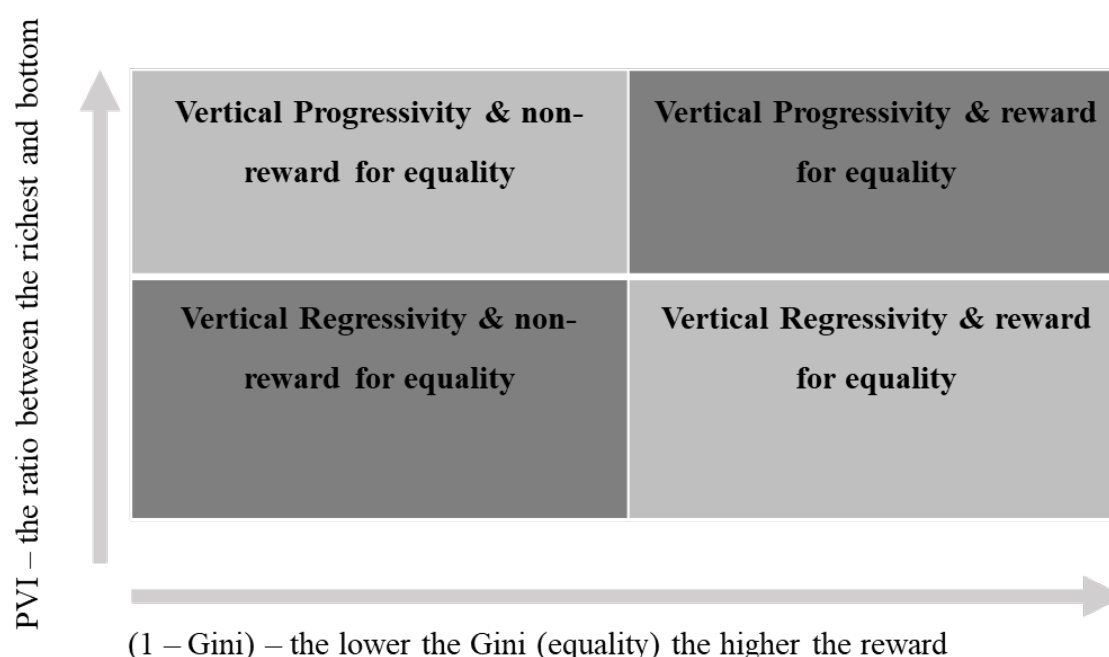 PVI – the ratio between the richest and bottom
Vertical Progressivity & non-
reward for equality
Vertical Progressivity & reward
for equality
Vertical Regressivity & non-
reward for equality
Vertical Regressivity & reward
for equality
(1 – Gini) – the lower the Gini (equality) the higher the reward